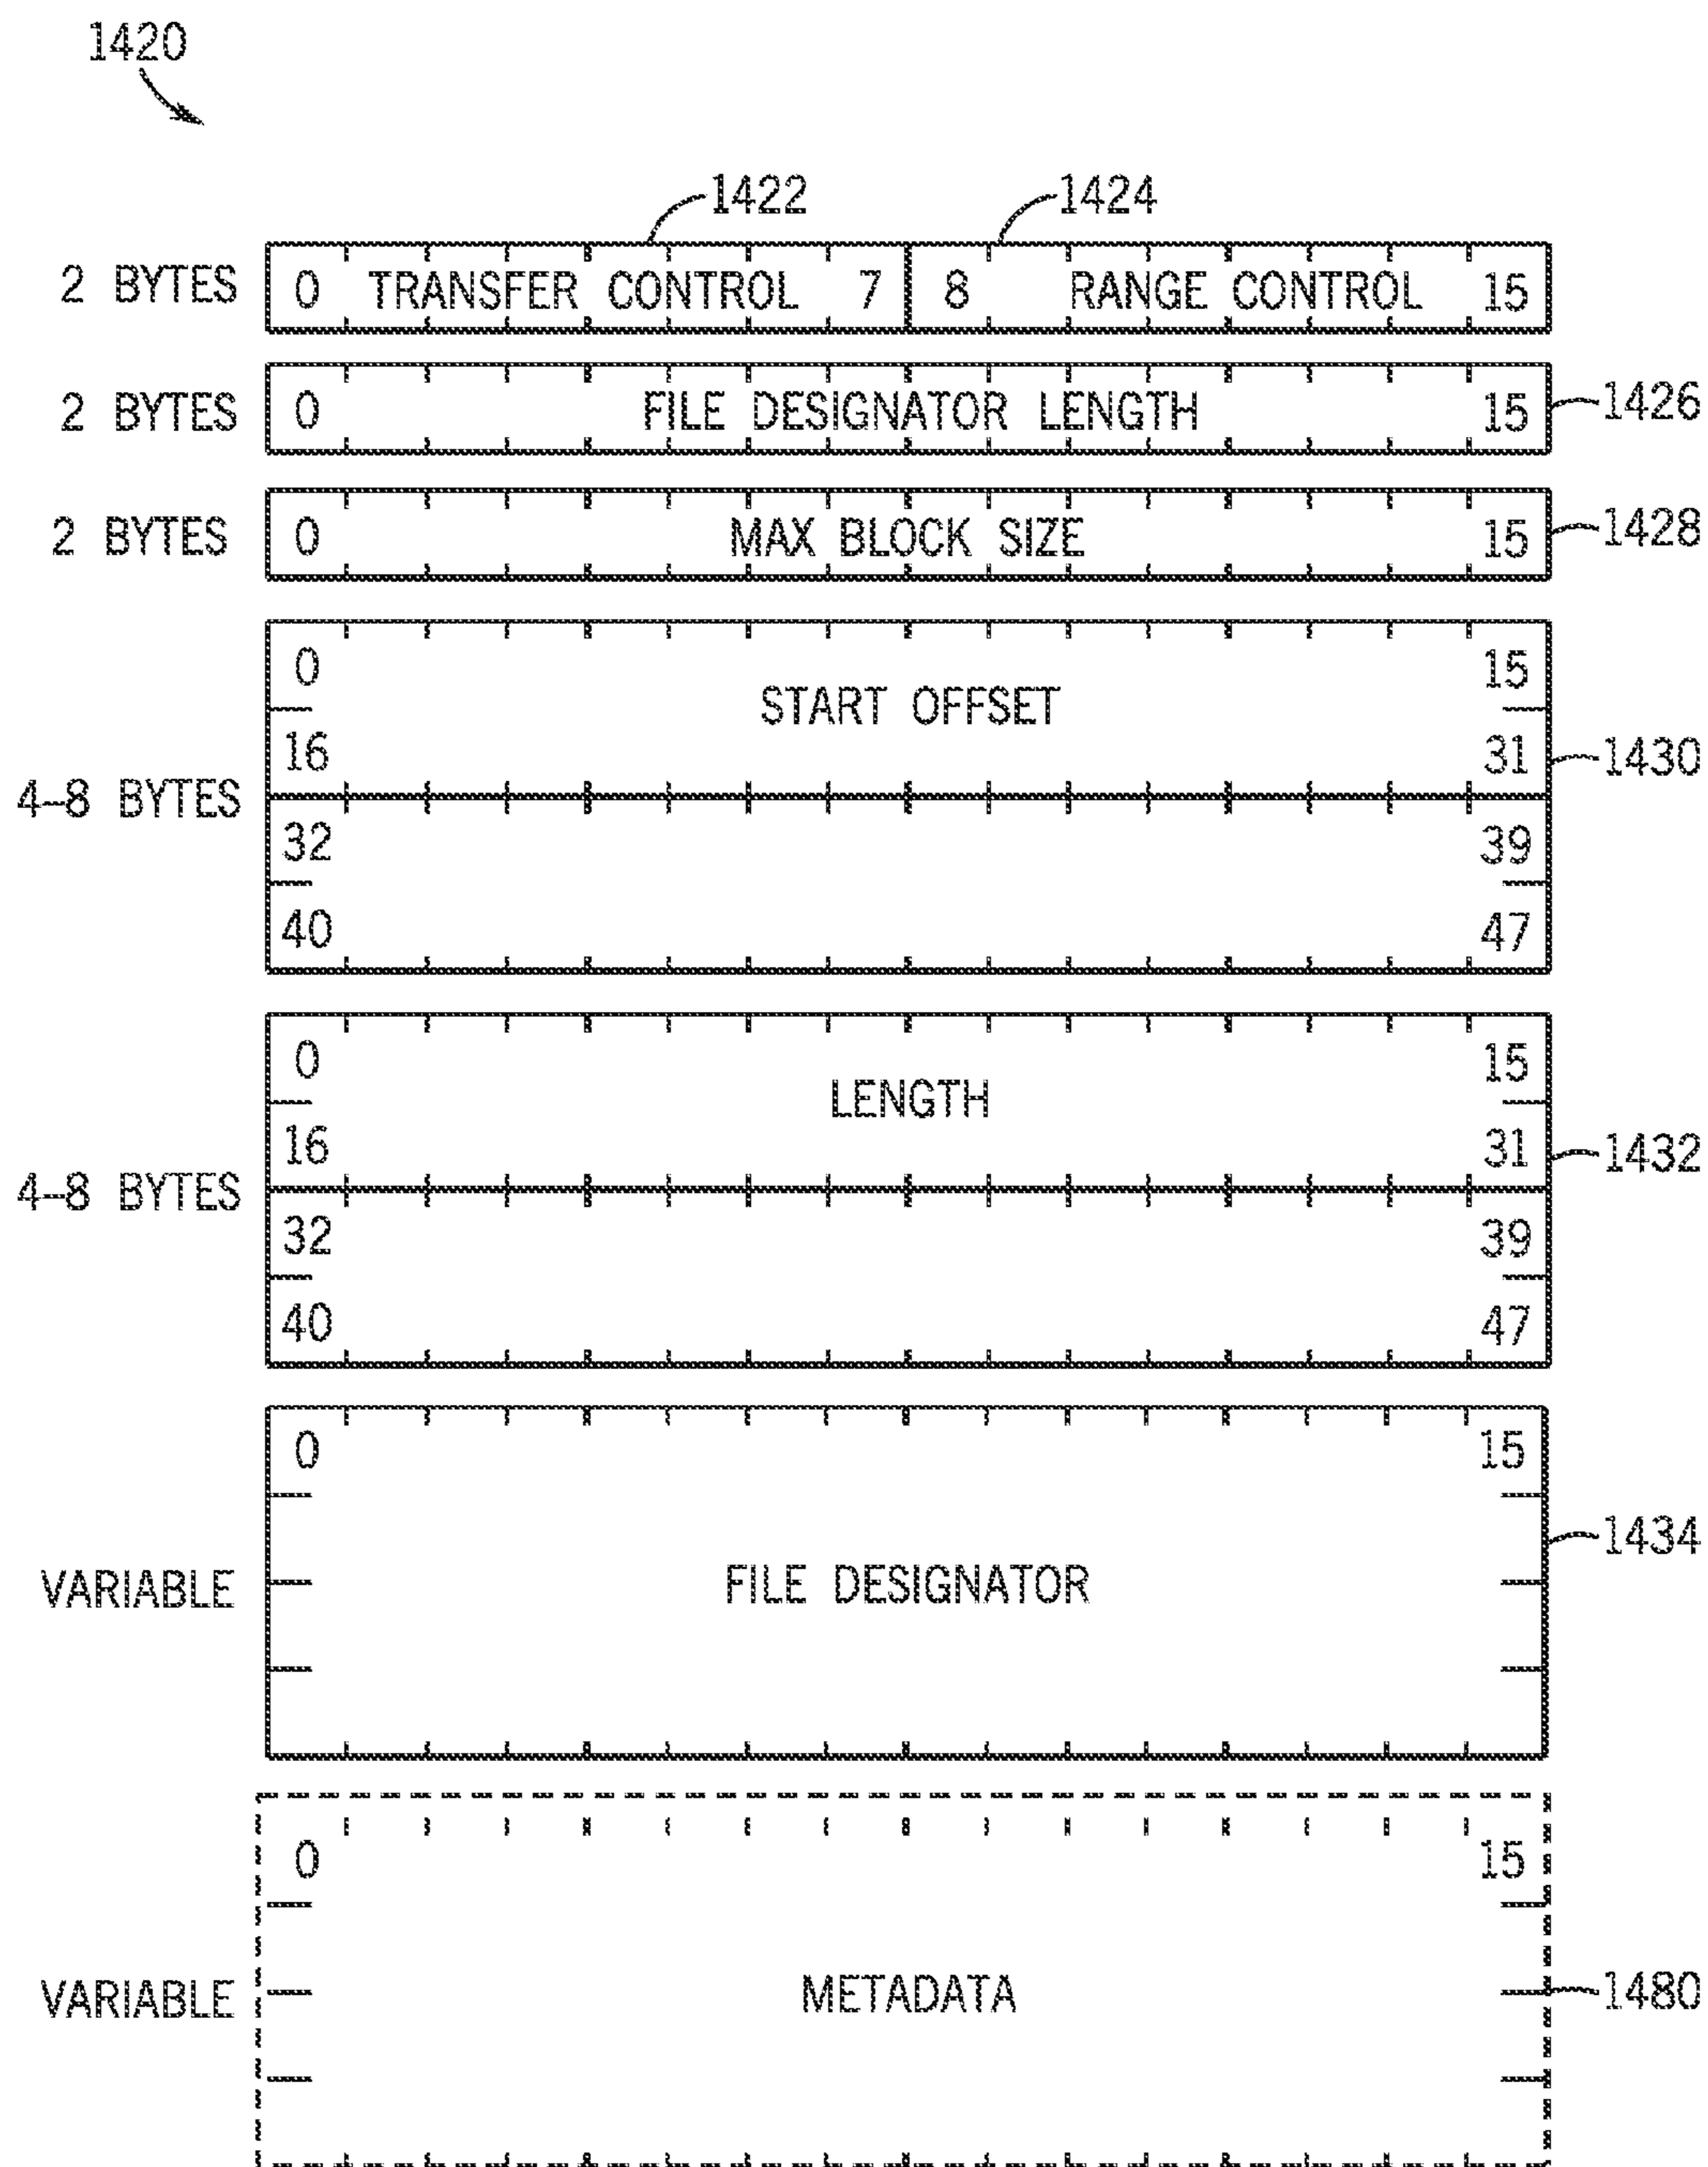 1420
1422 1424
2 BYTES 0 TRANSFER CONTROL 7 8 RANGE CONTROL 15
2 BYTES 0 FILE DESIGNATOR LENGTH 15 1426
2 BYTES 0 MAX BLOCK SIZE 15 1428
0 15
START OFFSET
16 31 1430
4-8 BYTES
32 39
40 47
0 15
LENGTH
16 31 1432
4-8 BYTES
32 39
40 47
0 15
1434
VARIABLE FILE DESIGNATOR
0 15
VARIABLE METADATA 1480